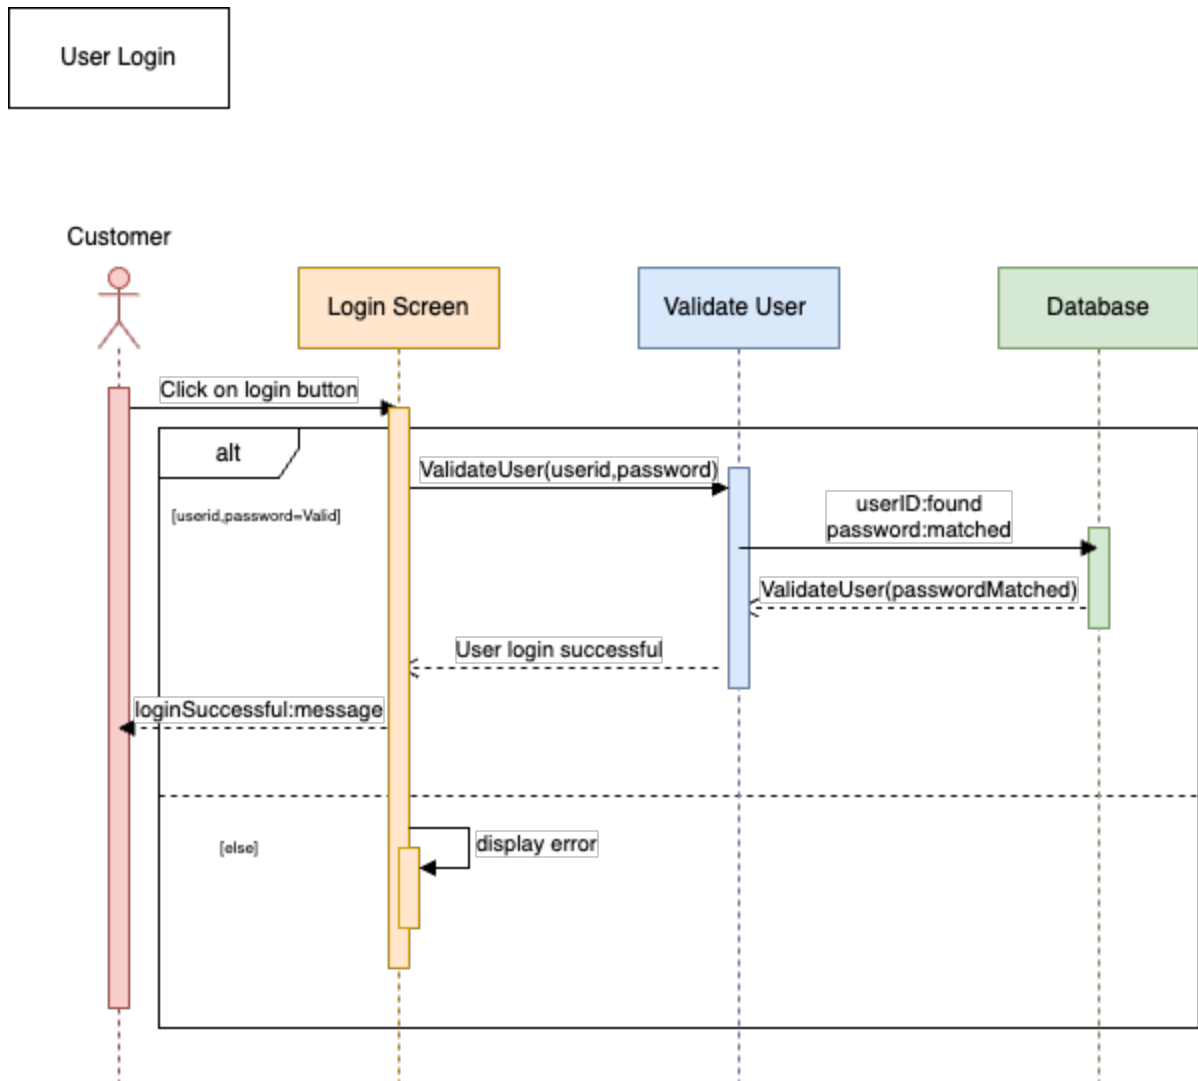 User Login
Customer
Login Screen
Validate User
Database
Click on login button
alt
ValidateUser(userid,password)
[userid,password=Valid]
userID:found
password:matched
ValidateUser(passwordMatched)
User login successful
loginSuccessful:message
[else]
display error